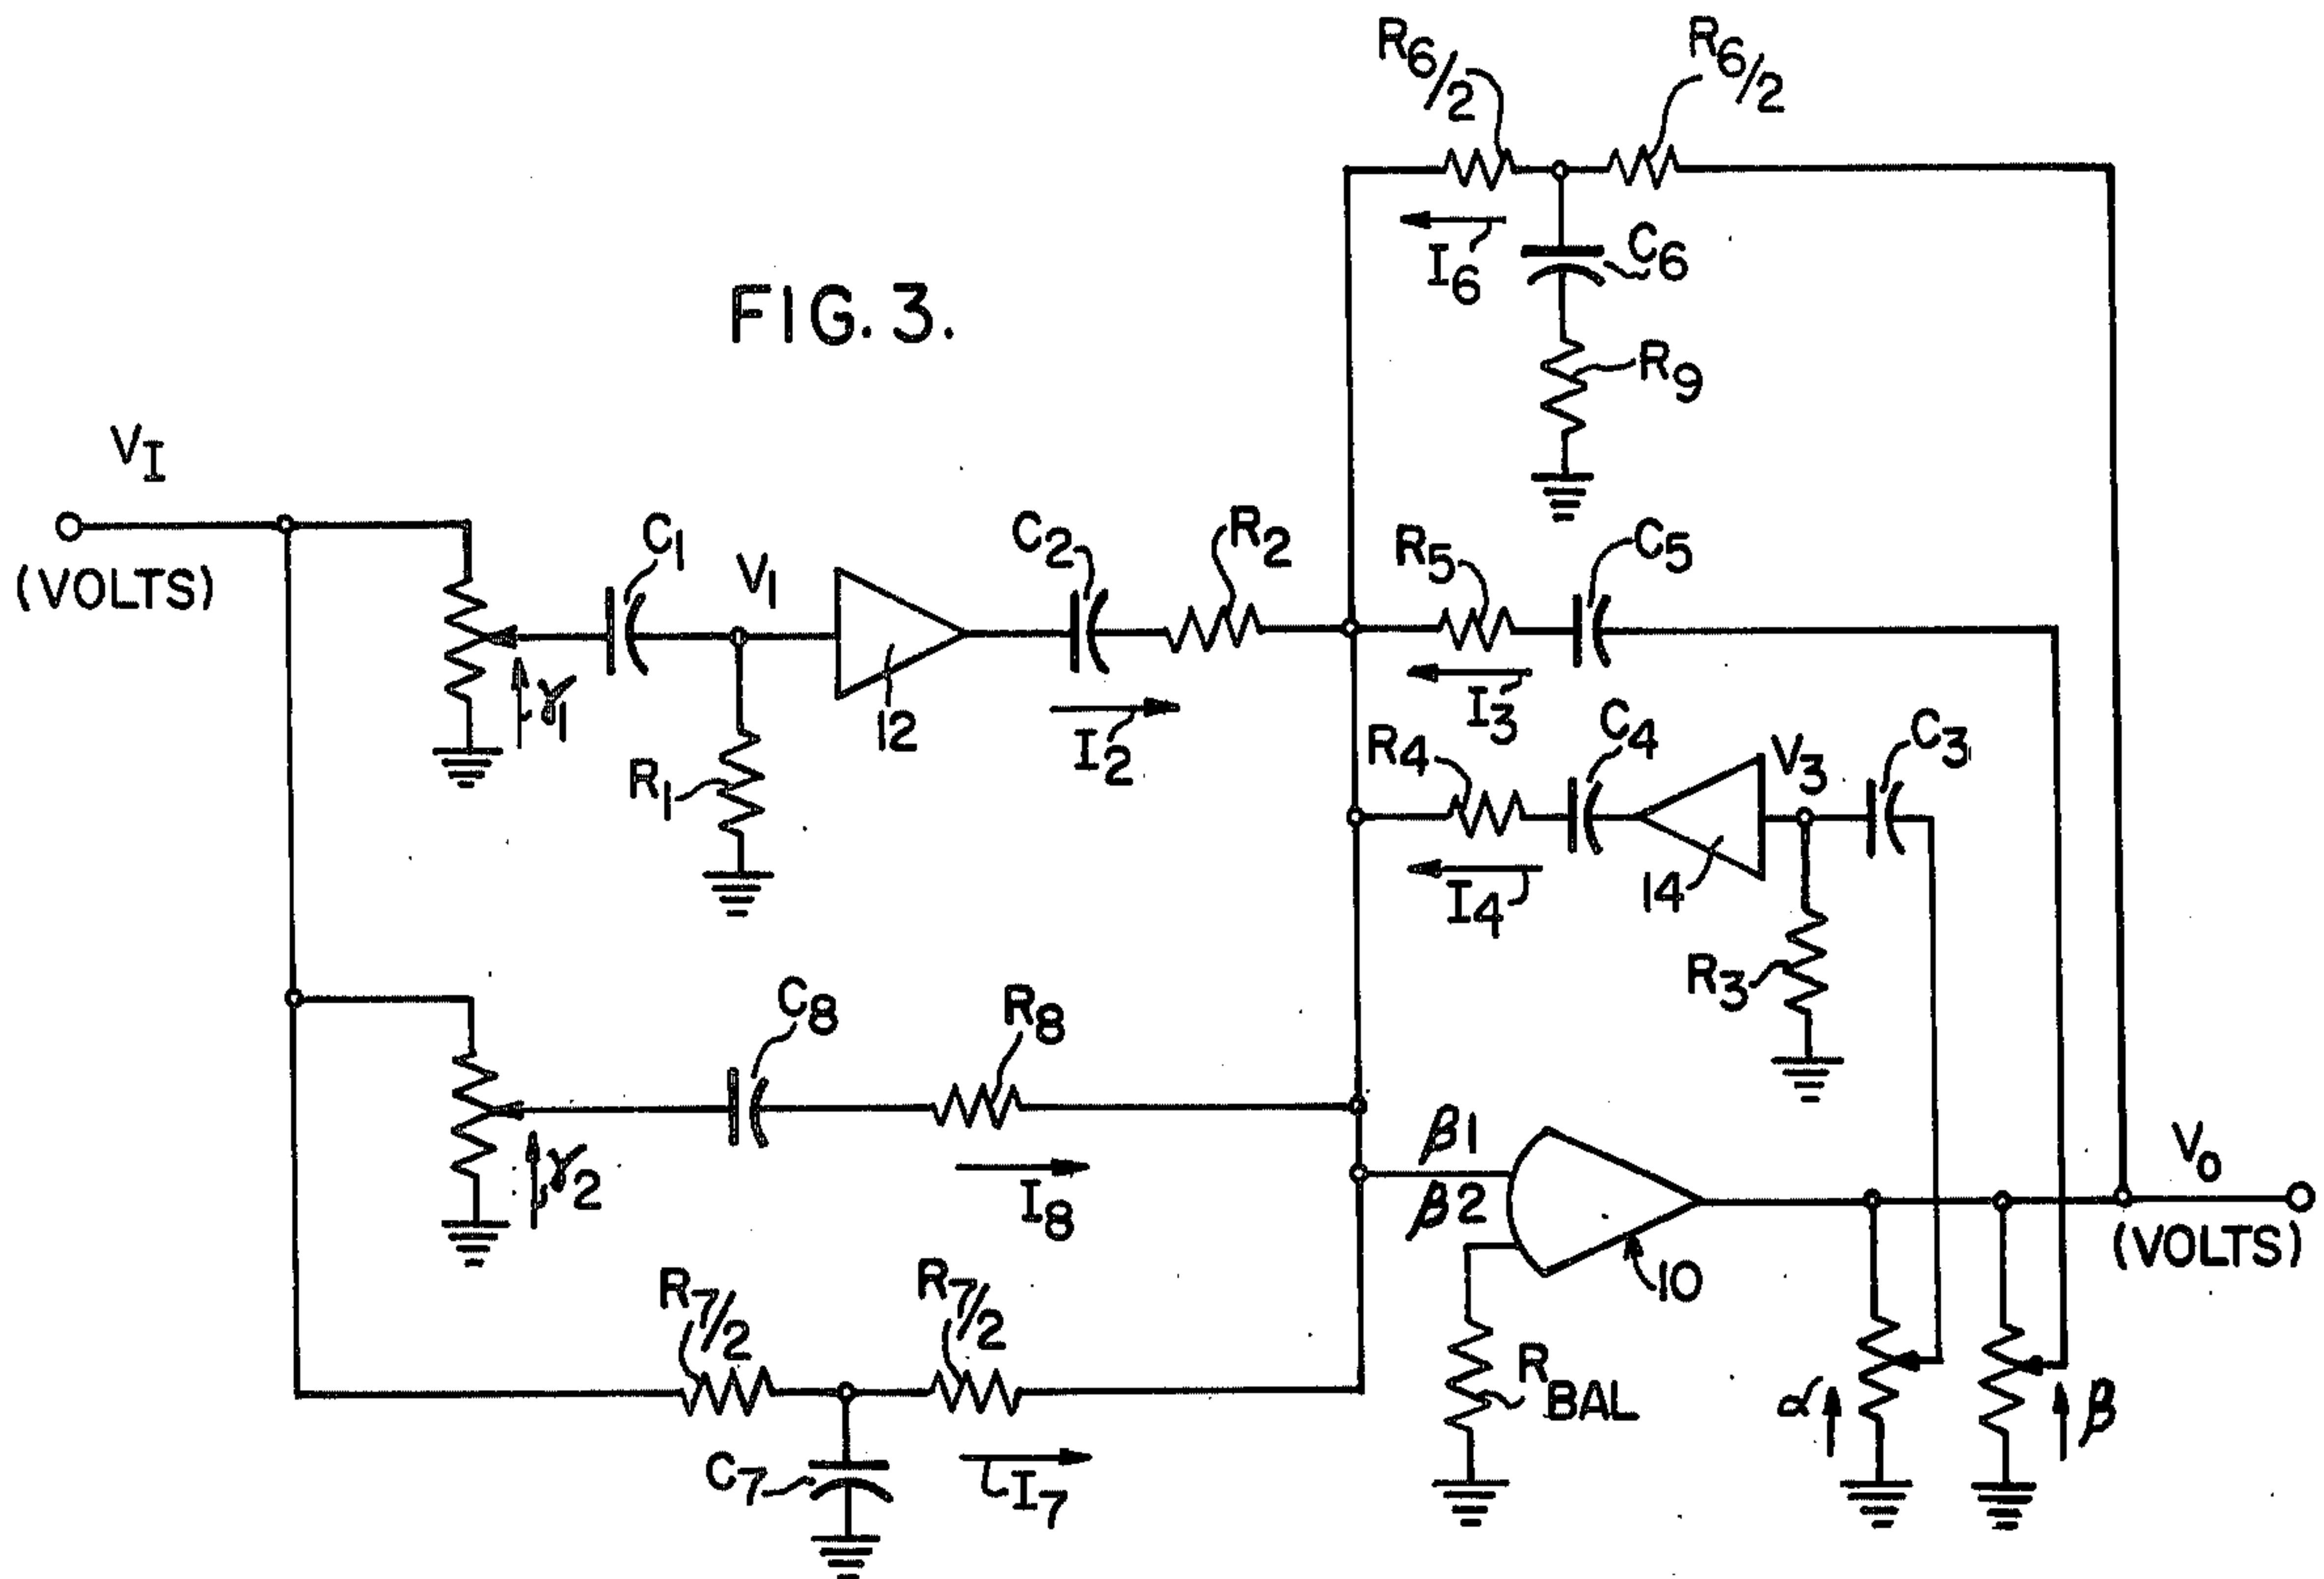 R6/2
R6/2
I6
C6
FIG. 3.
R9
VI
(VOLTS)
C1
V1
C2
R2
R5
C5
γ1
12
I2
I3
R1
R4
C4
V3
C3
14
I4
R3
C8
R8
γ2
I8
β1
β2
V0
(VOLTS)
10
R7/2
R7/2
RBAL
α
β
C7
I7